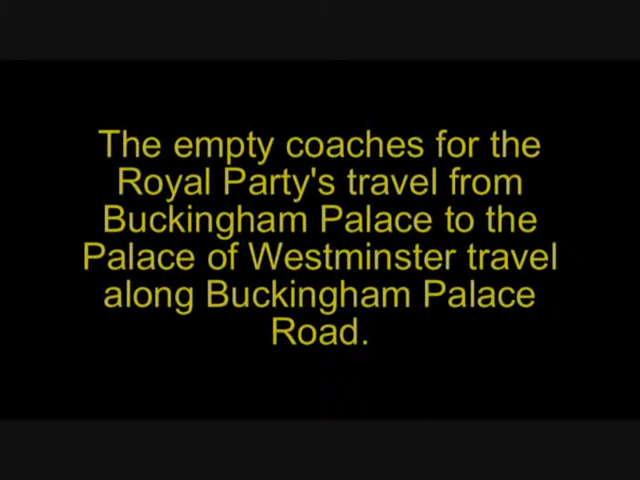 The empty coaches for the
Royal Party's travel from
Buckingham Palace to the
Palace of Westminster travel
along Buckingham Palace
Road.